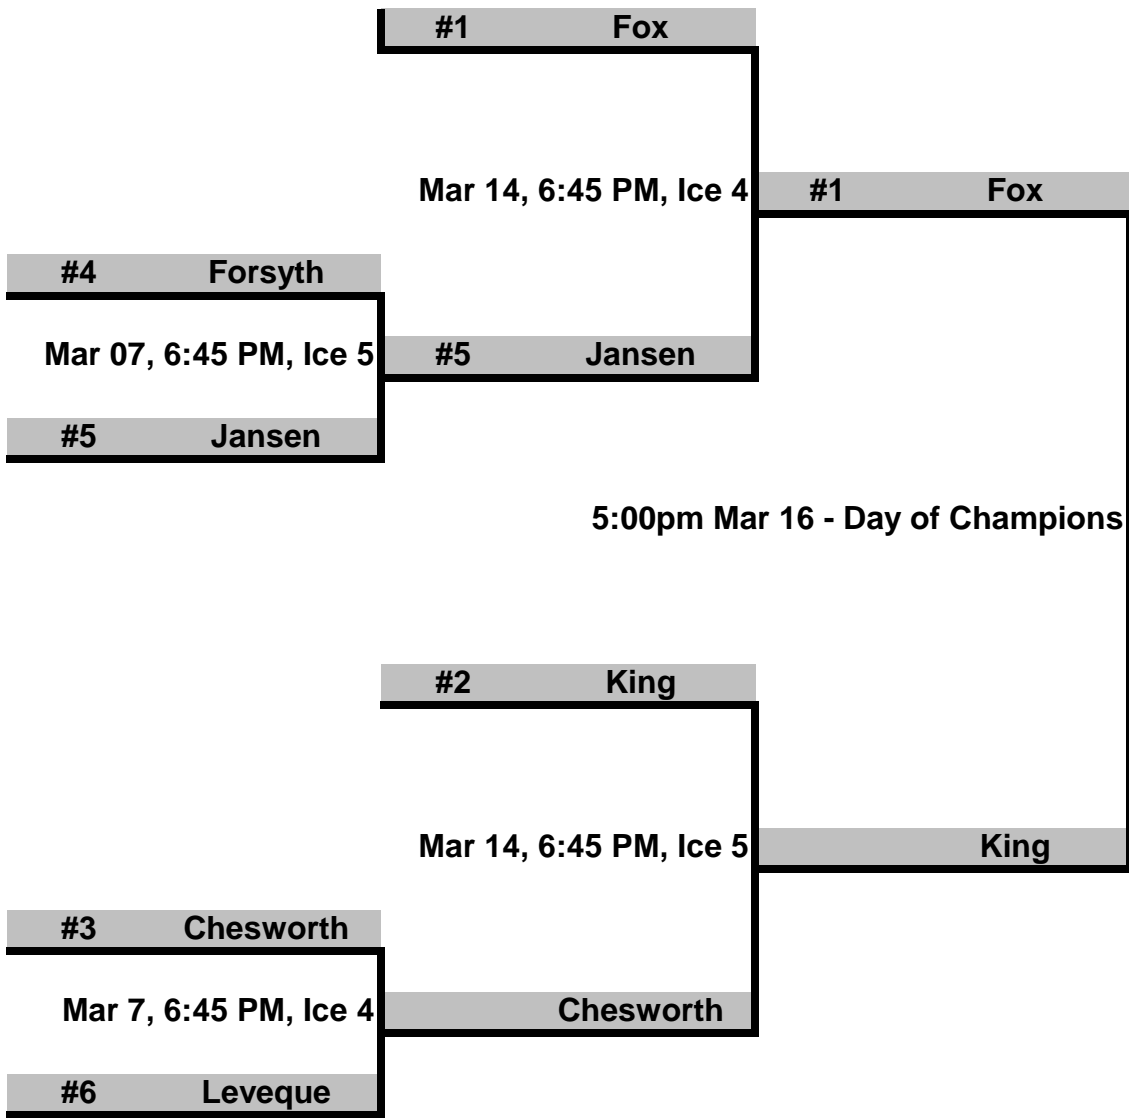 #1 Fox
Mar 14, 6:45 PM, Ice 4 #1 Fox
#4 Forsyth
Mar 07, 6:45 PM, Ice 5 #5 Jansen
#5 Jansen
5:00pm Mar 16 - Day of Champions
#2 King
Mar 14, 6:45 PM, Ice 5 King
#3 Chesworth
Mar 7, 6:45 PM, Ice 4 Chesworth
#6 Leveque